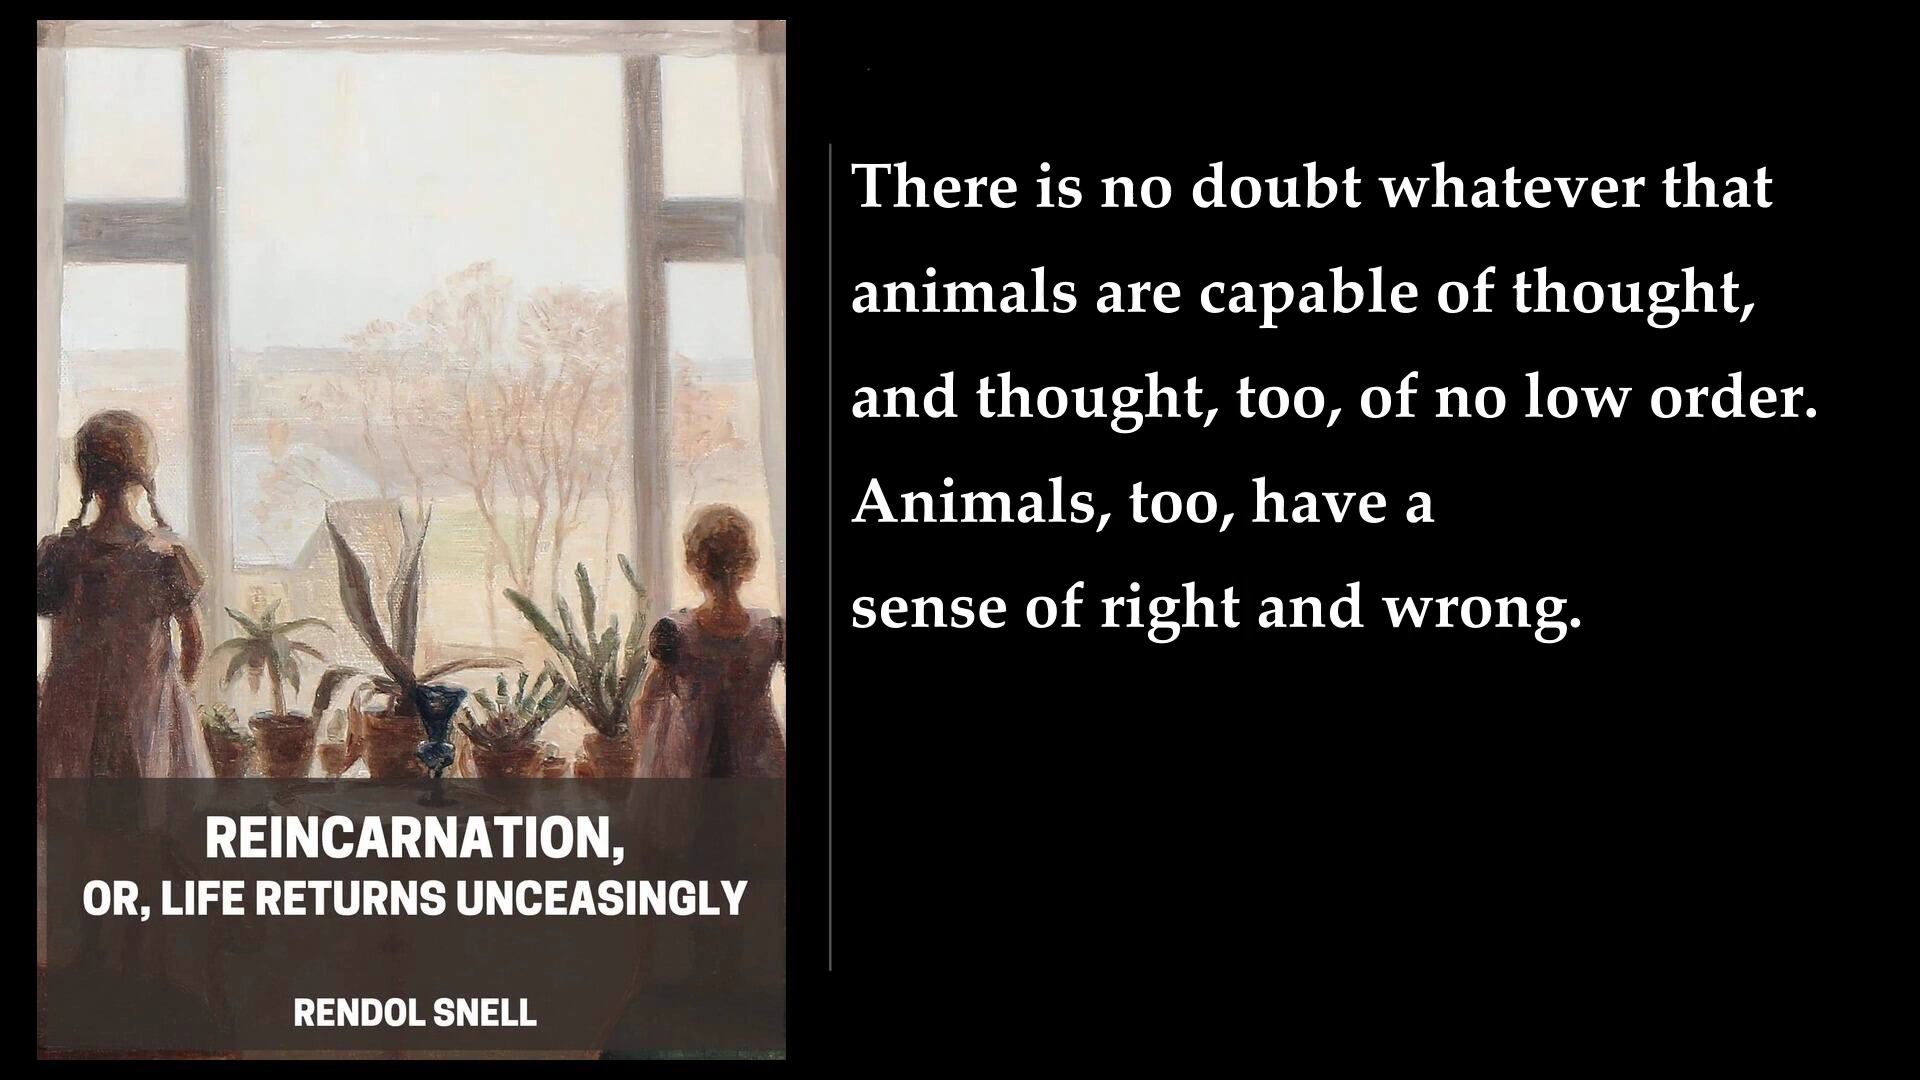 REINCARNATION,
OR, LIFE RETURNS UNCEASINGLY
RENDOL SNELL
There is no doubt whatever that
animals are capable of thought,
and thought, too, of no low order.
Animals, too, have a
sense of right and wrong.